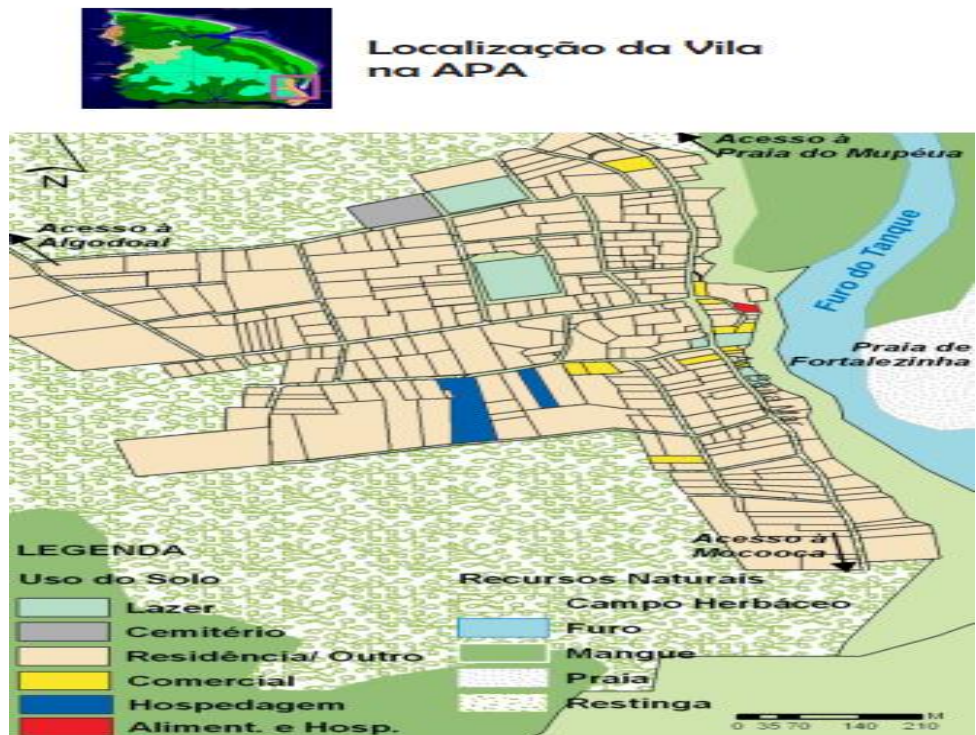 Localização da Vila
na APA
Acesso à
Praia do Mupéua
N
Acesso à
Algodoal
Furo do Tanque
Praia de
Fortalezinha
Acesso à
Mocooca
LEGENDA
Uso do Solo
Lazer
Cemitério
Residência/ Outro
Comercial
Hospedagem
Aliment. e Hosp.
Recursos Naturais
Campo Herbáceo
Furo
Mangue
Praia
Restinga
M
0 35 70 140 210